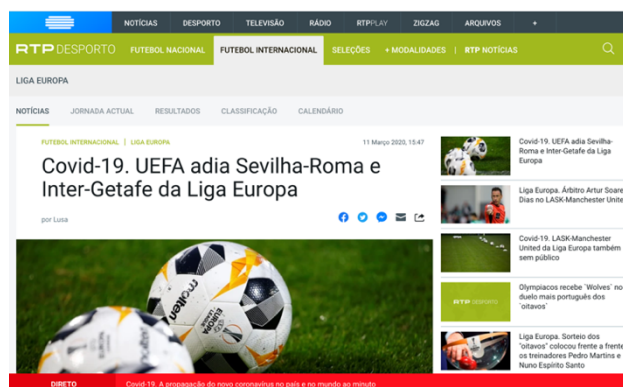 NOTÍCIAS DESPORTO TELEVISÃO RÁDIO RTPPLAY ZIGZAG ARQUIVOS +
RTP DESPORTO FUTEBOL NACIONAL FUTEBOL INTERNACIONAL SELEÇÕES + MODALIDADES | RTP NOTÍCIAS
LIGA EUROPA
NOTÍCIAS JORNADA ACTUAL RESULTADOS CLASSIFICAÇÃO CALENDÁRIO
FUTEBOL INTERNACIONAL | LIGA EUROPA 11 Março 2020, 15:47
Covid-19. UEFA adia Sevilha-Roma e
Inter-Getafe da Liga Europa
por Lusa
molten
EUROPA
LEAGUE
Covid-19. UEFA adia Sevilha-
Roma e Inter-Getafe da Liga
Europa
Liga Europa. Árbitro Artur Soare
Dias no LASK-Manchester Unite
Covid-19. LASK-Manchester
United da Liga Europa também
sem público
RTP DESPORTO
Olympiacos recebe `Wolves´ no
duelo mais português dos
`oitavos´
Liga Europa. Sorteio dos
"oitavos" colocou frente a frente
os treinadores Pedro Martins e
Nuno Espírito Santo
DIRETO Covid-19. A propagação do novo coronavírus no país e no mundo ao minuto